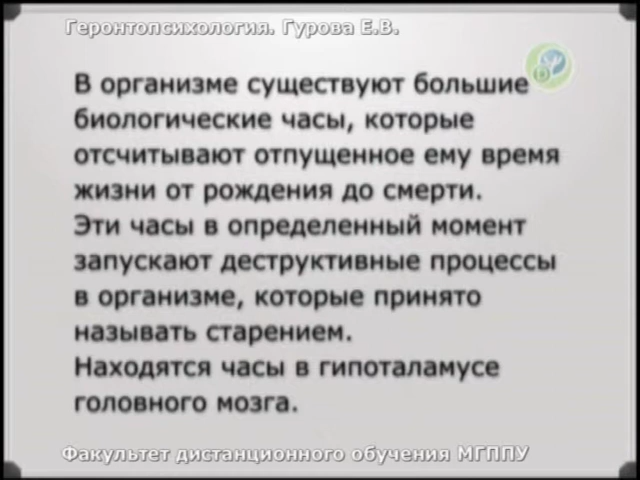 Геронтопсихология. Гурова Е.В.
В организме существуют большие
биологические часы, которые
отсчитывают отпущенное ему время
жизни от рождения до смерти.
Эти часы в определенный момент
запускают деструктивные процессы
в организме, которые принято
называть старением.
Находятся часы в гипоталамусе
головного мозга.
Факультет дистанционного обучения МГППУ